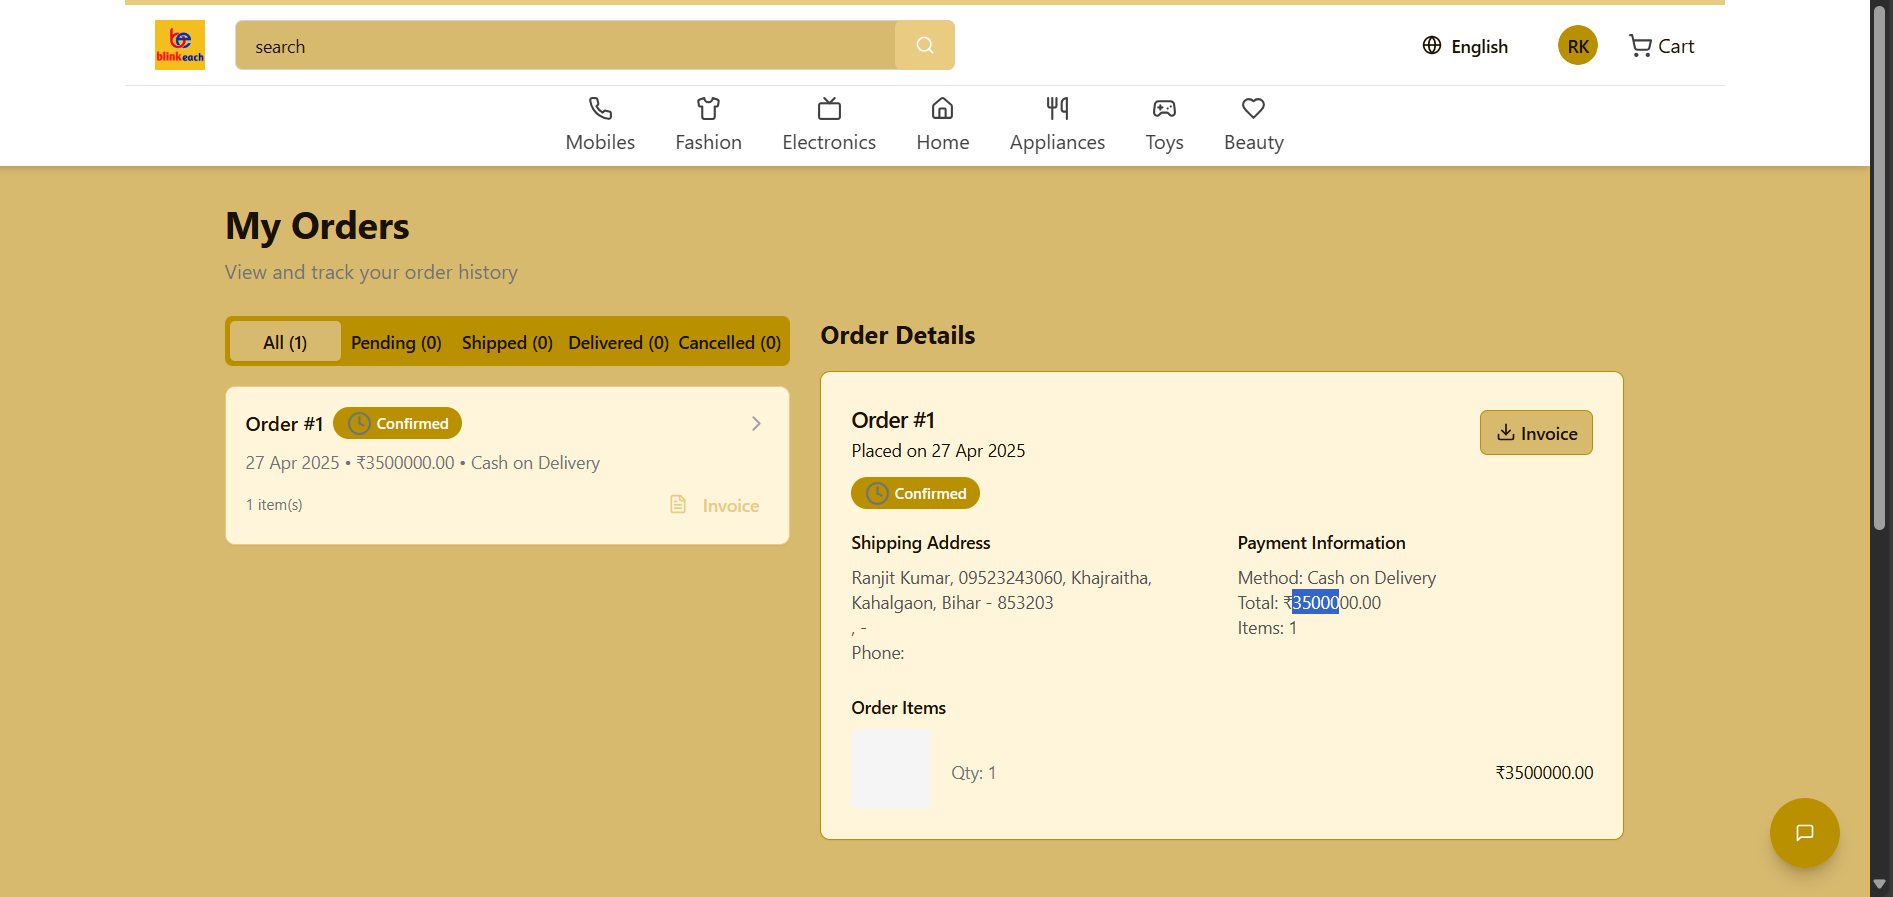 be
blinkeach
search
English
RK
Cart
Mobiles
Fashion
Electronics
Home
Appliances
Toys
Beauty
My Orders
View and track your order history
All (1)
Pending (0)
Shipped (0)
Delivered (0)
Cancelled (0)
Order #1
Confirmed
27 Apr 2025 • ₹3500000.00 • Cash on Delivery
1 item(s)
Invoice
Order Details
Order #1
Placed on 27 Apr 2025
Invoice
Confirmed
Shipping Address
Ranjit Kumar, 09523243060, Khajraitha,
Kahalgaon, Bihar - 853203
, -
Phone:
Payment Information
Method: Cash on Delivery
Total: ₹3500000.00
Items: 1
Order Items
Qty: 1
₹3500000.00